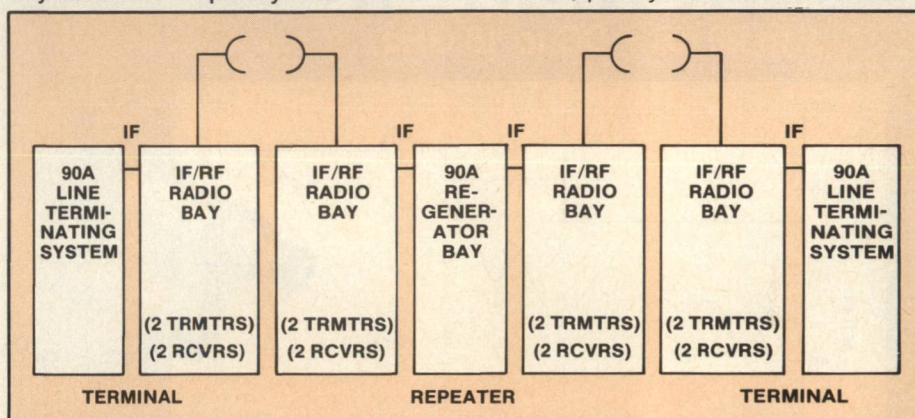 IF
IF
IF
IF
90A
LINE
TERMI-
NATING
SYSTEM
IF/RF
RADIO
BAY
(2 TRMTRS)
(2 RCVRS)
IF/RF
RADIO
BAY
(2 TRMTRS)
(2 RCVRS)
90A
RE-
GENER-
ATOR
BAY
IF/RF
RADIO
BAY
(2 TRMTRS)
(2 RCVRS)
IF/RF
RADIO
BAY
(2 TRMTRS)
(2 RCVRS)
90A
LINE
TERMI-
NATING
SYSTEM
TERMINAL
REPEATER
TERMINAL